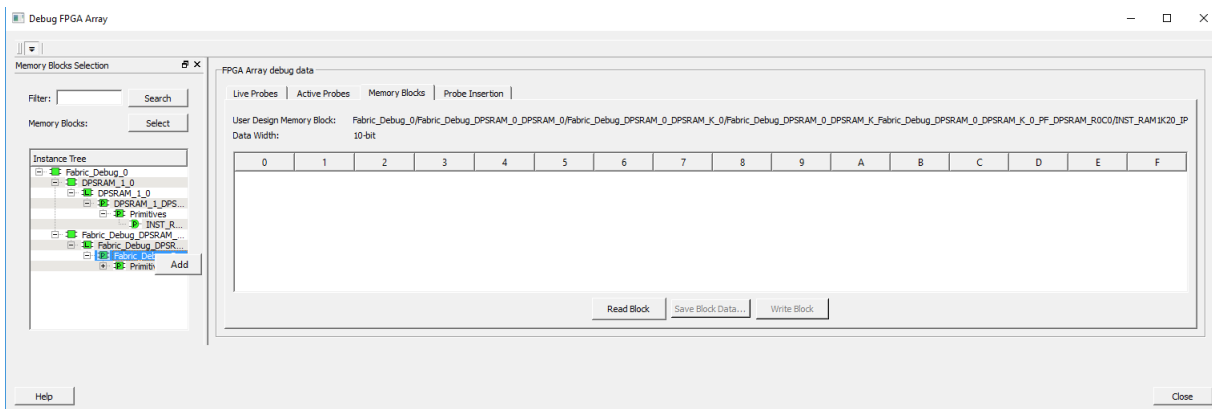 Debug FPGA Array
Memory Blocks Selection
Filter:
Search
Memory Blocks:
Select
Instance Tree
Fabric_Debug_0
DPSRAM_1_0
DPSRAM_1_0
DPSRAM_1_DPS...
Primitives
INST_R...
Fabric_Debug_DPSRAM_...
Fabric_Debug_DPSR...
Add
Help
FPGA Array debug data
Live Probes Active Probes Memory Blocks Probe Insertion
User Design Memory Block: Fabric_Debug_0/Fabric_Debug_DPSRAM_0_DPSRAM_0/Fabric_Debug_DPSRAM_0_DPSRAM_K_0/Fabric_Debug_DPSRAM_0_DPSRAM_K_Fabric_Debug_DPSRAM_0_DPSRAM_K_0_PF_DPSRAM_R0C0/INST_RAM1K20_IP
Data Width: 10-bit
0 1 2 3 4 5 6 7 8 9 A B C D E F
Read Block Save Block Data... Write Block
Close